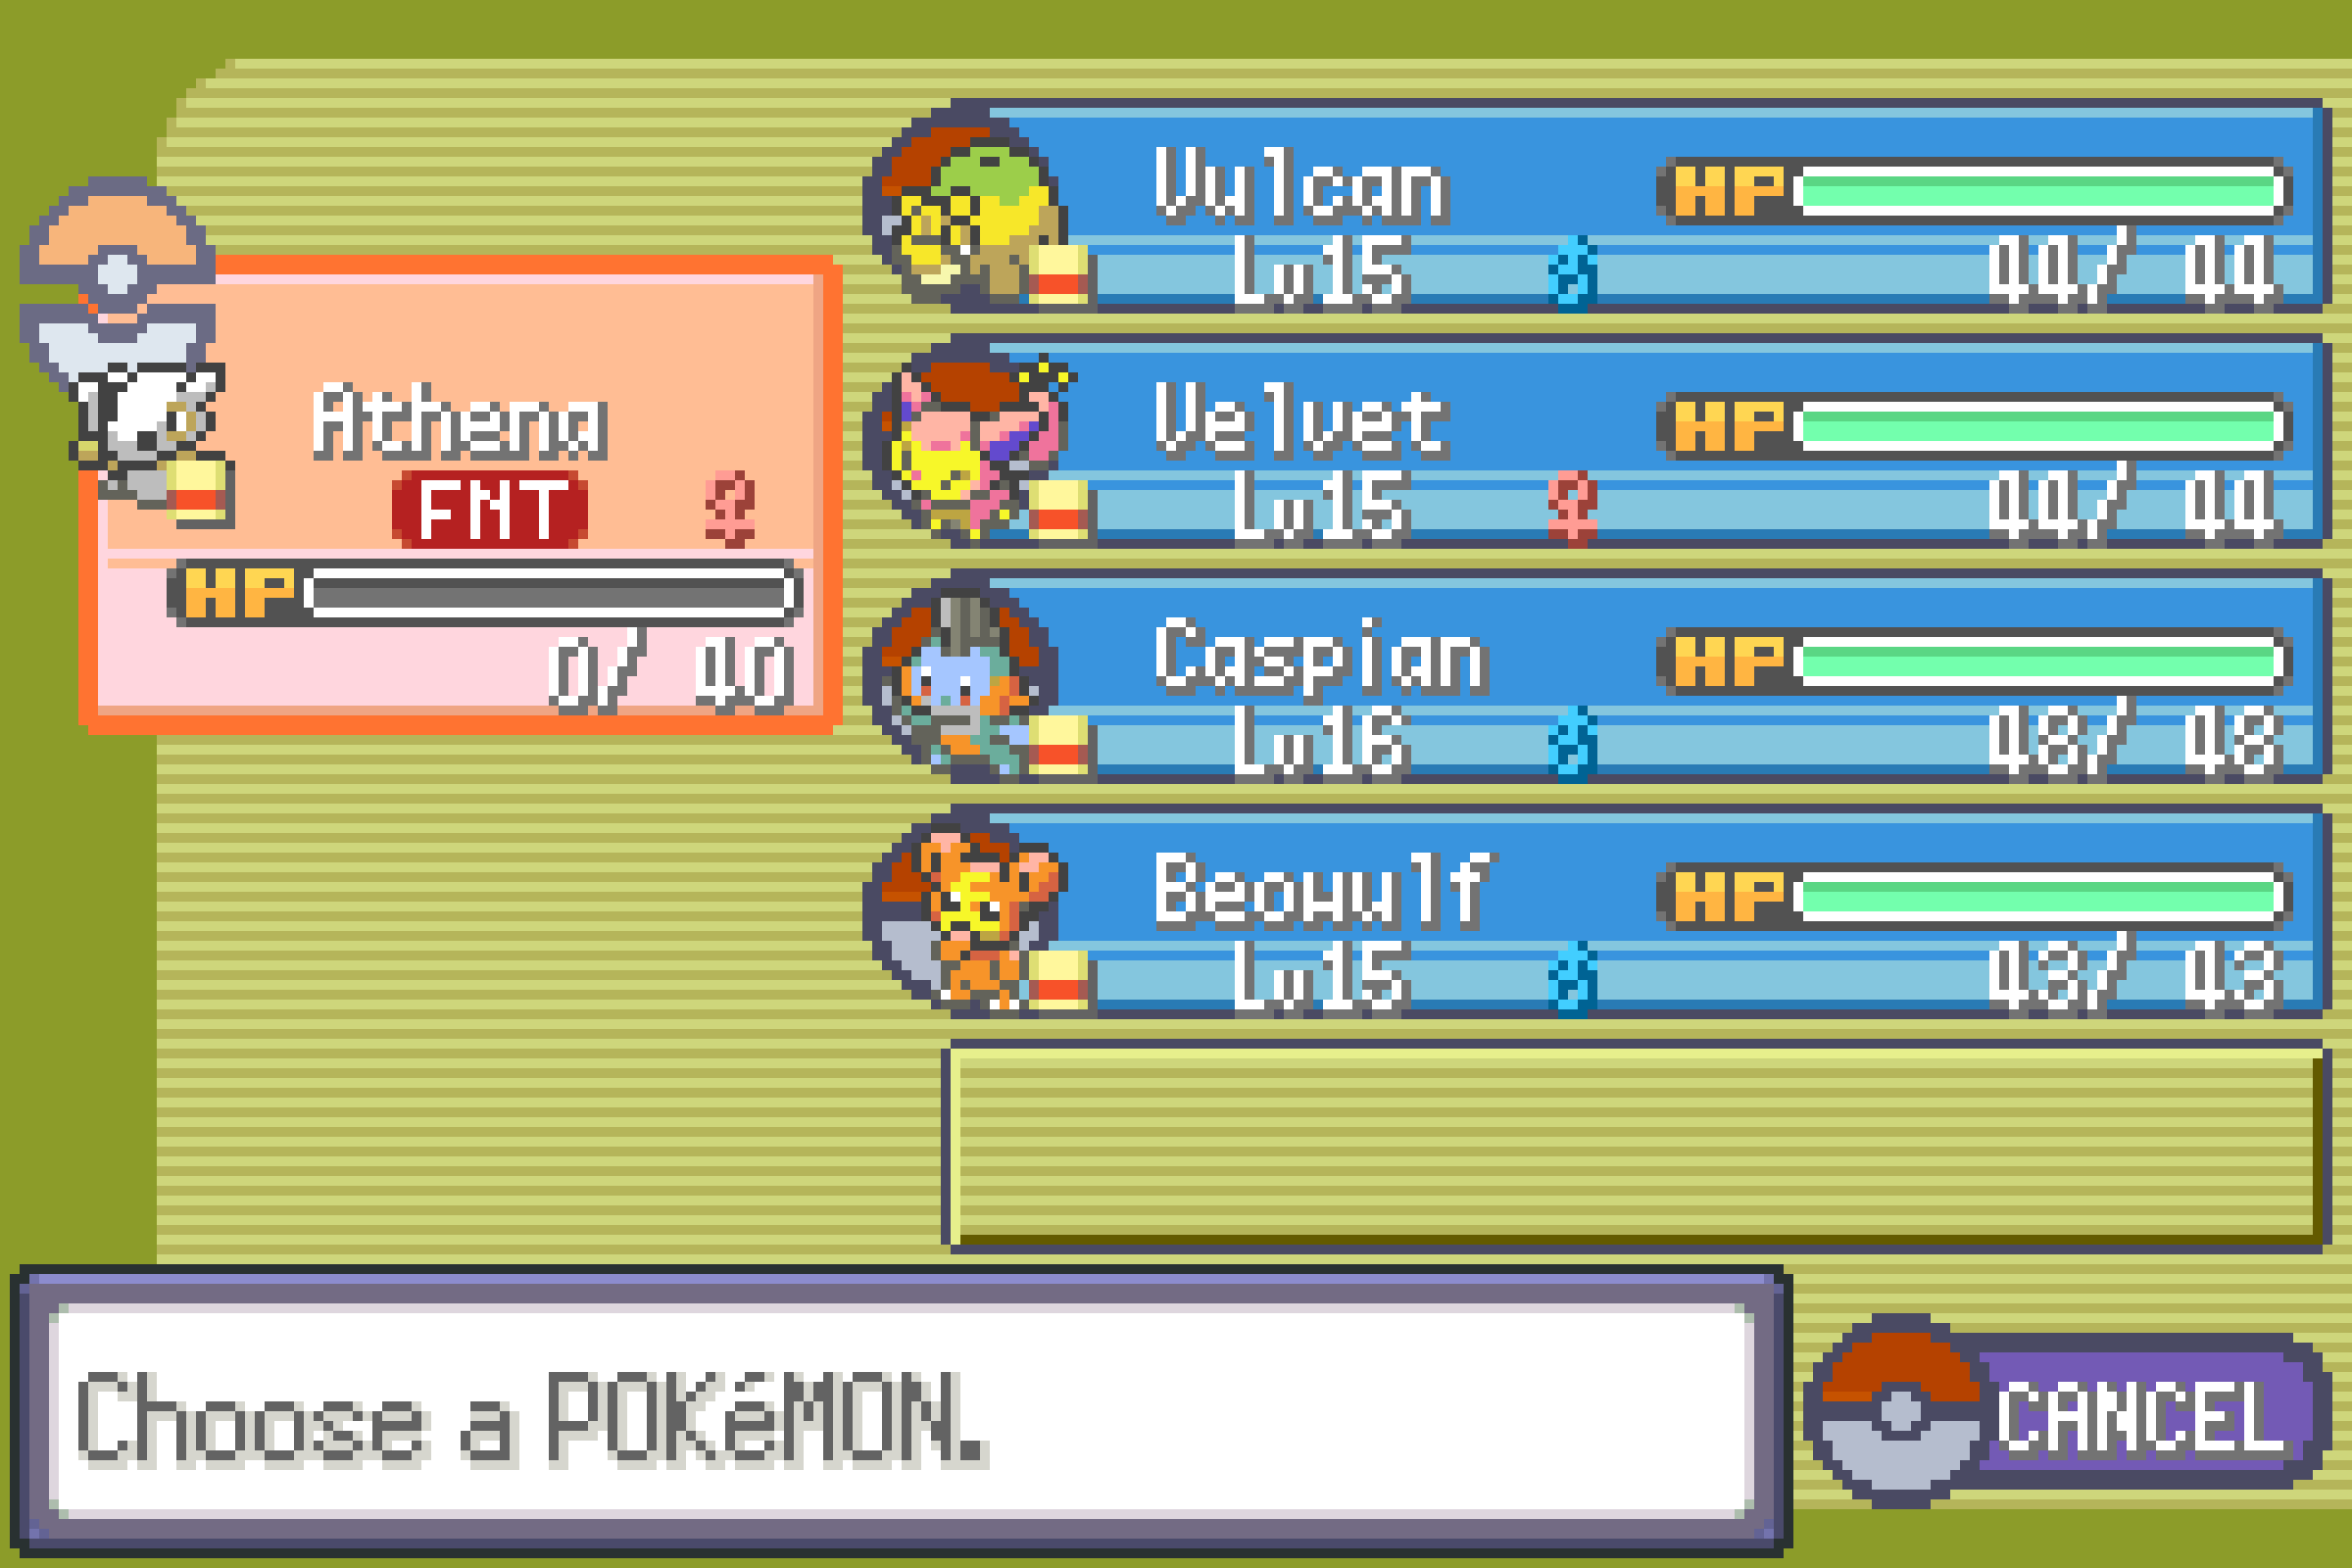 Athena
FNT ♀
HP
0/ 40
Vulcan HP
Lv15 ♂ 44/ 44
Velvet HP
Lv15 ♀ 44/ 44
Caspian HP
Lv16 ♂ 48/ 48
Beowulf HP
Lv15 ♂ 43/ 43
Choose a POKéMON.
CANCEL